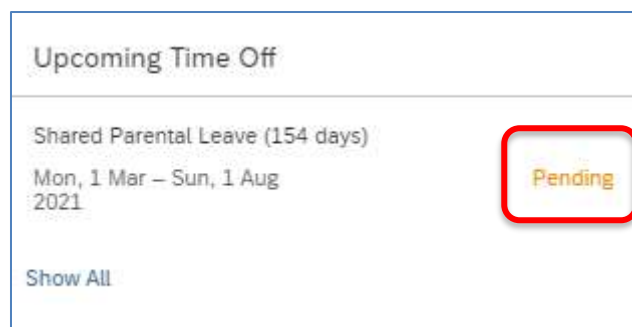 Upcoming Time Off
Shared Parental Leave (154 days)
Mon, 1 Mar – Sun, 1 Aug
2021
Pending
Show All